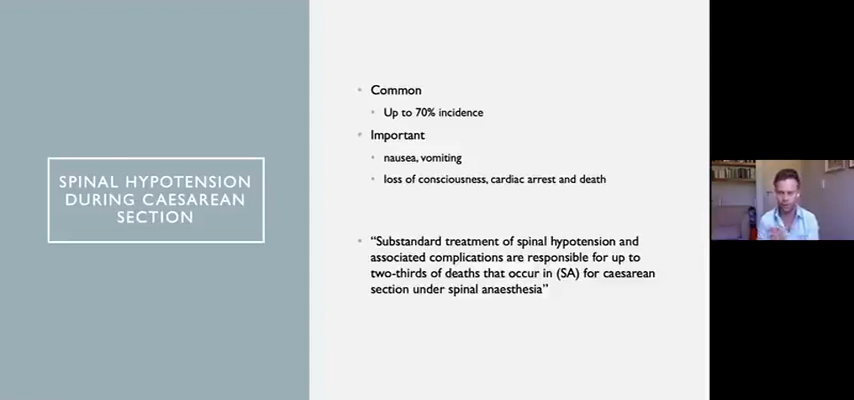 SPINAL HYPOTENSION
DURING CAESAREAN
SECTION
Common
Up to 70% incidence
Important
nausea, vomiting
loss of consciousness, cardiac arrest and death
“Substandard treatment of spinal hypotension and
associated complications are responsible for up to
two-thirds of deaths that occur in (SA) for caesarean
section under spinal anaesthesia”